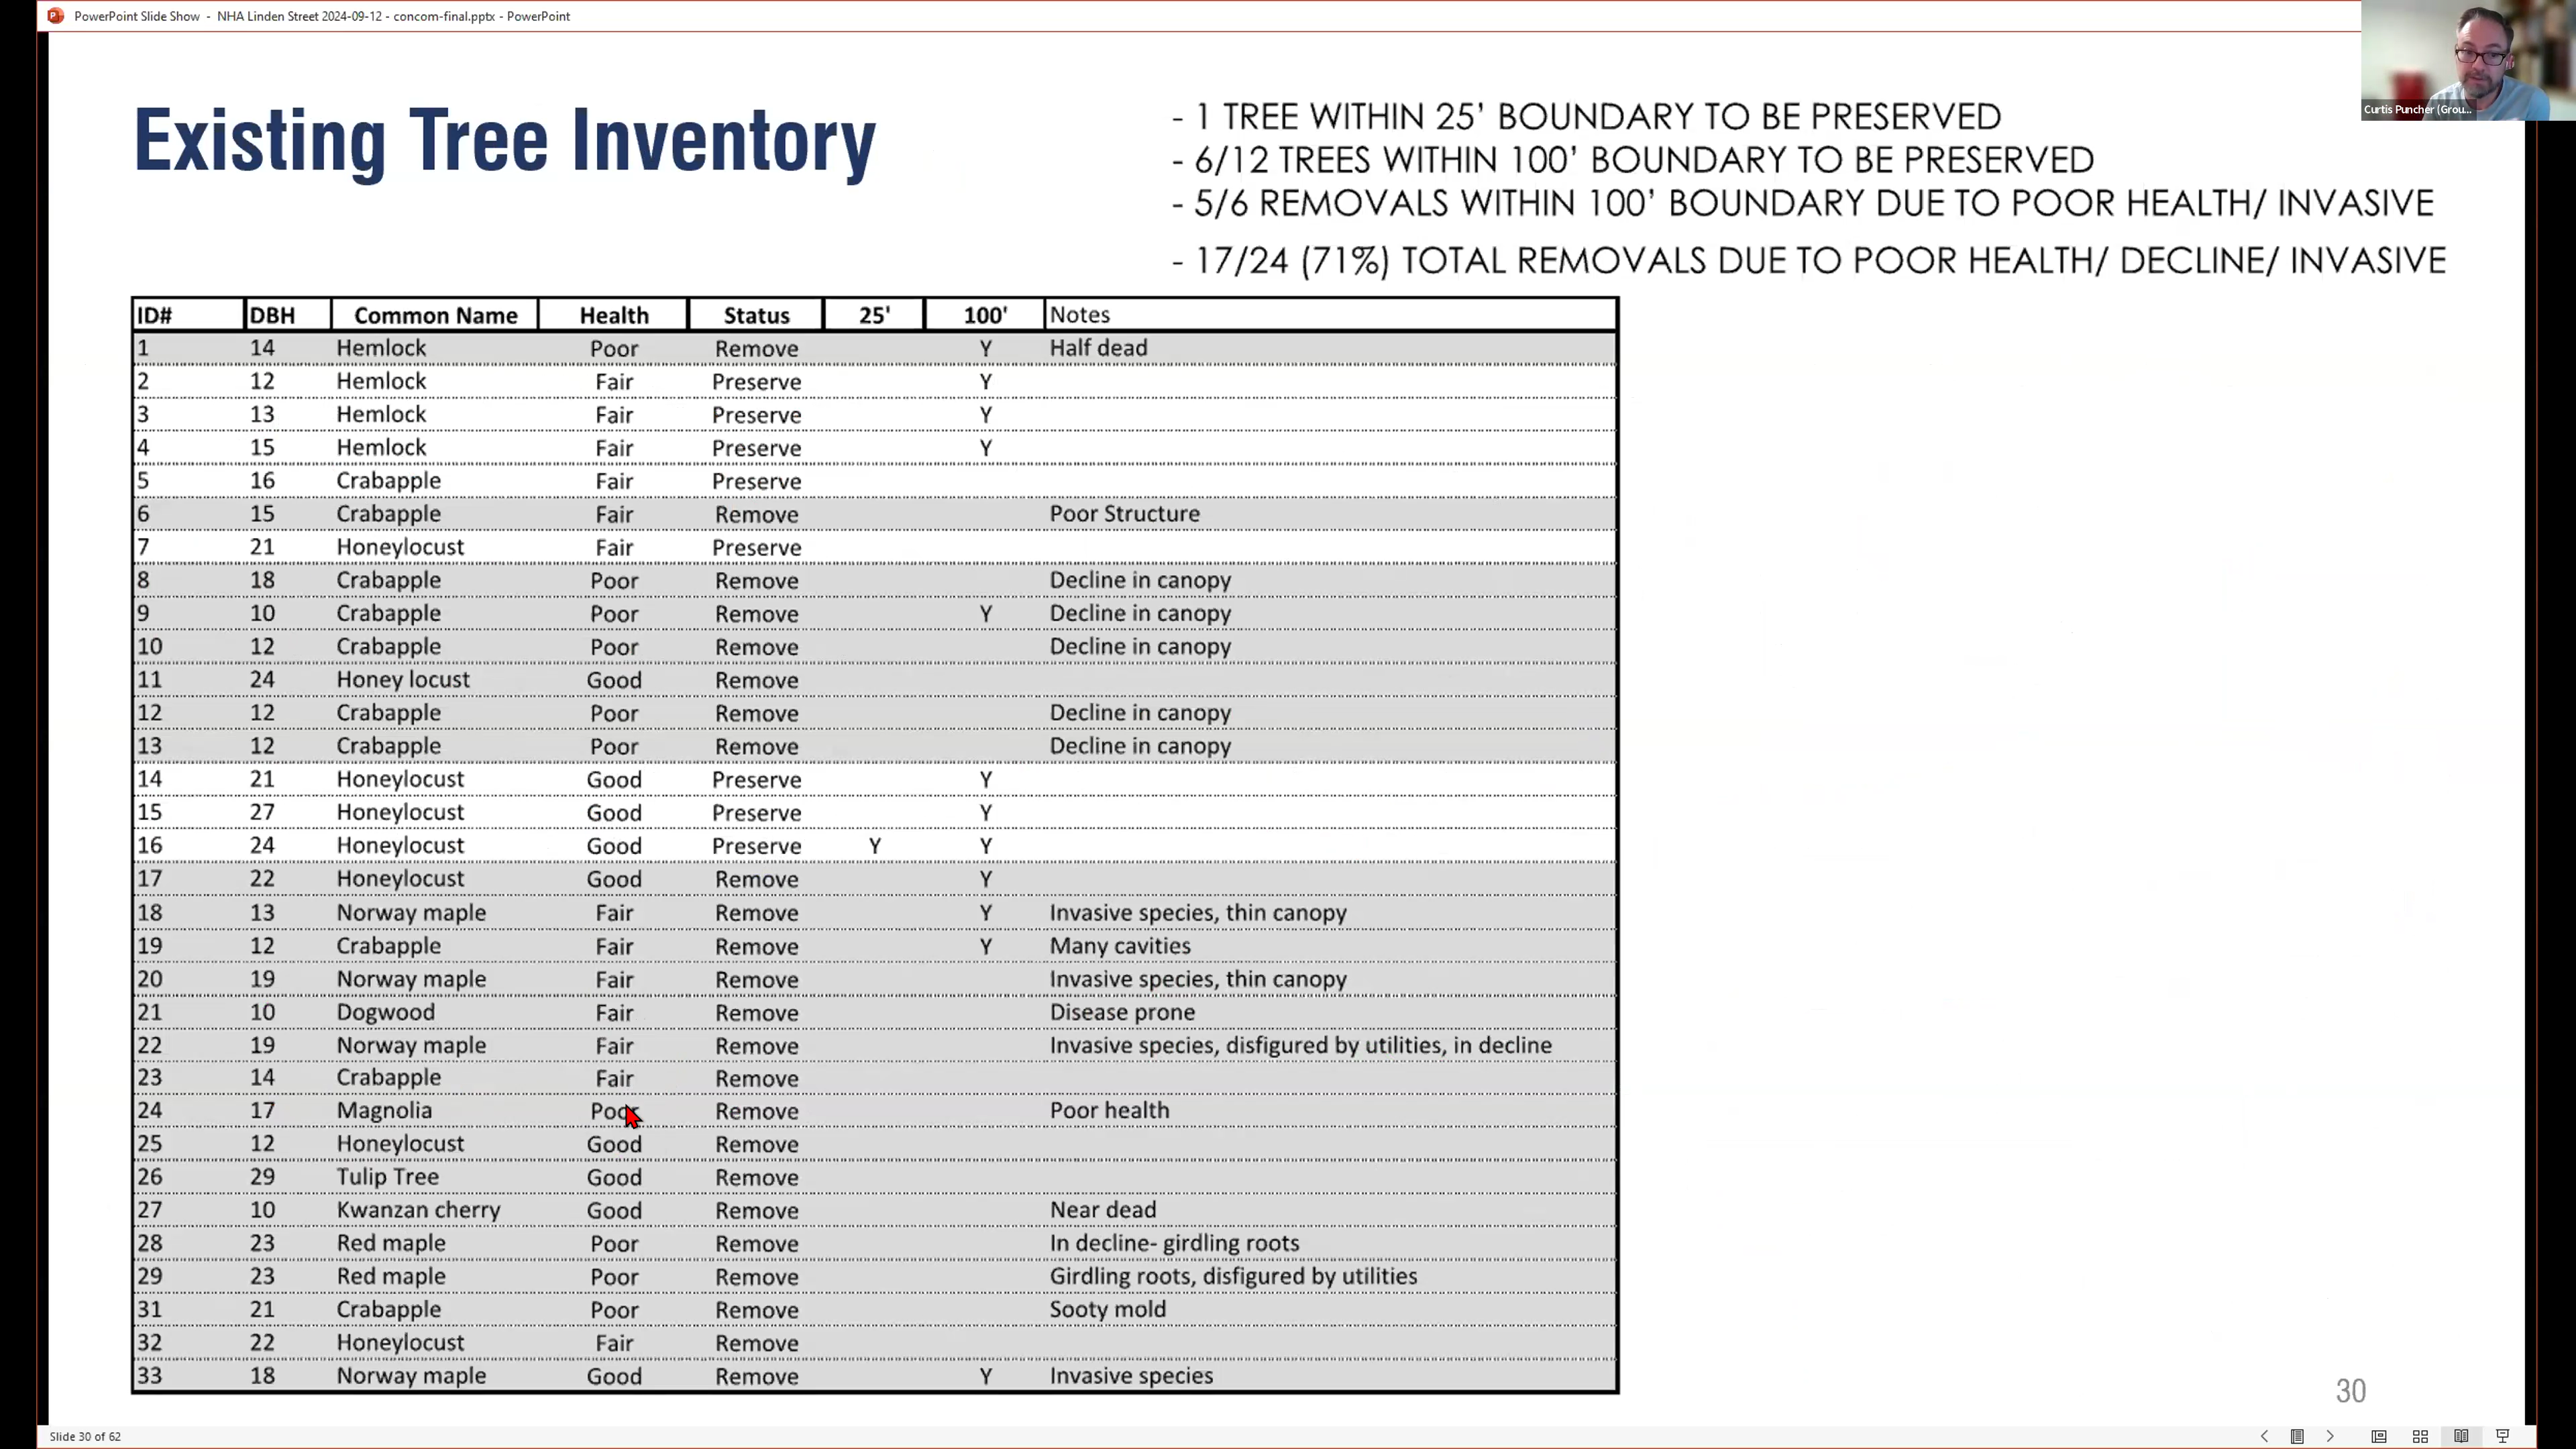 PowerPoint Slide Show - NHA Linden Street 2024-09-12 - concom-final.pptx - PowerPoint
Curtis Puncher (Grou...
Existing Tree Inventory
- 1 TREE WITHIN 25’ BOUNDARY TO BE PRESERVED
- 6/12 TREES WITHIN 100’ BOUNDARY TO BE PRESERVED
- 5/6 REMOVALS WITHIN 100’ BOUNDARY DUE TO POOR HEALTH/ INVASIVE
- 17/24 (71%) TOTAL REMOVALS DUE TO POOR HEALTH/ DECLINE/ INVASIVE
ID# DBH Common Name Health Status 25' 100' Notes
1 14 Hemlock Poor Remove Y Half dead
2 12 Hemlock Fair Preserve Y
3 13 Hemlock Fair Preserve Y
4 15 Hemlock Fair Preserve Y
5 16 Crabapple Fair Preserve
6 15 Crabapple Fair Remove Poor Structure
7 21 Honeylocust Fair Preserve
8 18 Crabapple Poor Remove Decline in canopy
9 10 Crabapple Poor Remove Y Decline in canopy
10 12 Crabapple Poor Remove Decline in canopy
11 24 Honey locust Good Remove
12 12 Crabapple Poor Remove Decline in canopy
13 12 Crabapple Poor Remove Decline in canopy
14 21 Honeylocust Good Preserve Y
15 27 Honeylocust Good Preserve Y
16 24 Honeylocust Good Preserve Y Y
17 22 Honeylocust Good Remove Y
18 13 Norway maple Fair Remove Y Invasive species, thin canopy
19 12 Crabapple Fair Remove Y Many cavities
20 19 Norway maple Fair Remove Invasive species, thin canopy
21 10 Dogwood Fair Remove Disease prone
22 19 Norway maple Fair Remove Invasive species, disfigured by utilities, in decline
23 14 Crabapple Fair Remove
24 17 Magnolia Poor Remove Poor health
25 12 Honeylocust Good Remove
26 29 Tulip Tree Good Remove
27 10 Kwanzan cherry Good Remove Near dead
28 23 Red maple Poor Remove In decline- girdling roots
29 23 Red maple Poor Remove Girdling roots, disfigured by utilities
31 21 Crabapple Poor Remove Sooty mold
32 22 Honeylocust Fair Remove
33 18 Norway maple Good Remove Y Invasive species
30
Slide 30 of 62